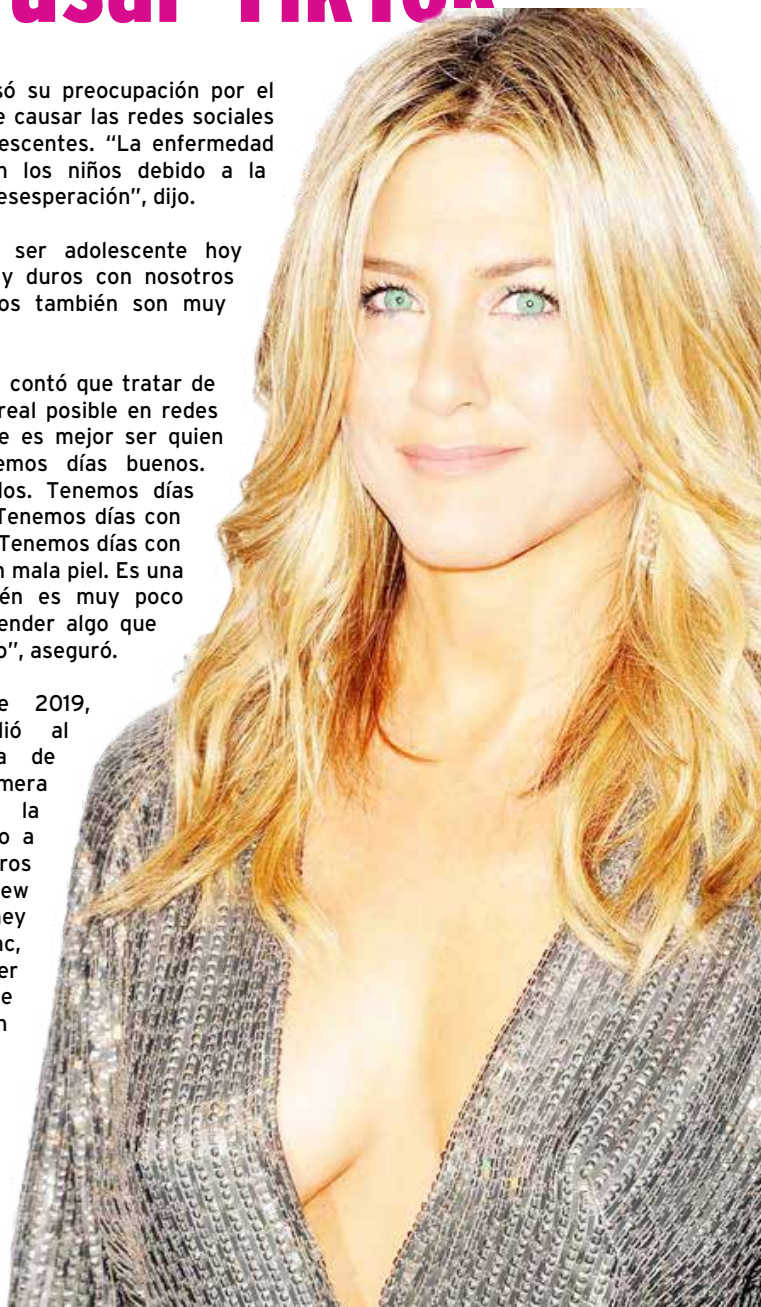 usar TikTok
só su preocupación por el
e causar las redes sociales
escentes. “La enfermedad
n los niños debido a la
esesperación”, dijo.
ser adolescente hoy
y duros con nosotros
os también son muy
contó que tratar de
real posible en redes
e es mejor ser quien
emos días buenos.
los. Tenemos días
Tenemos días con
Tenemos días con
n mala piel. Es una
én es muy poco
ender algo que
o”, aseguró.
e 2019,
dió al
a de
mera
la
o a
ros
ew
ney
nc,
er
e
n